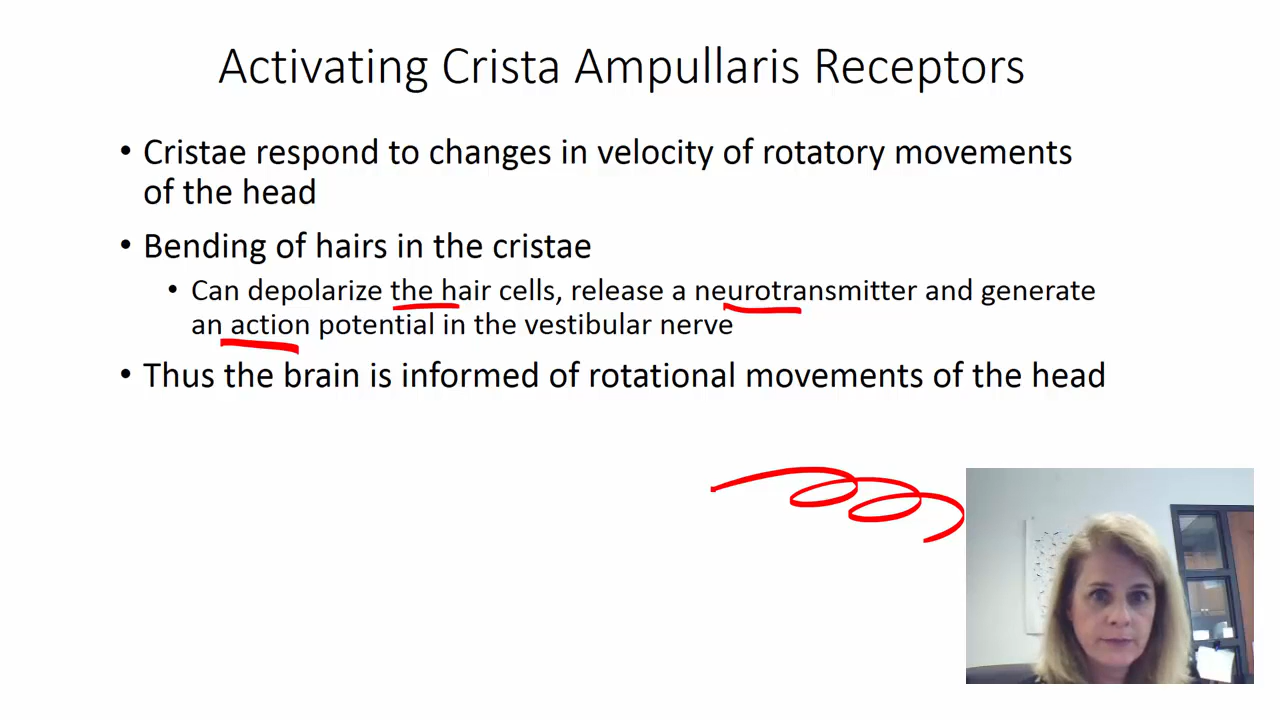 Activating Crista Ampullaris Receptors
• Cristae respond to changes in velocity of rotatory movements
of the head
• Bending of hairs in the cristae
• Can depolarize the hair cells, release a neurotransmitter and generate
an action potential in the vestibular nerve
• Thus the brain is informed of rotational movements of the head